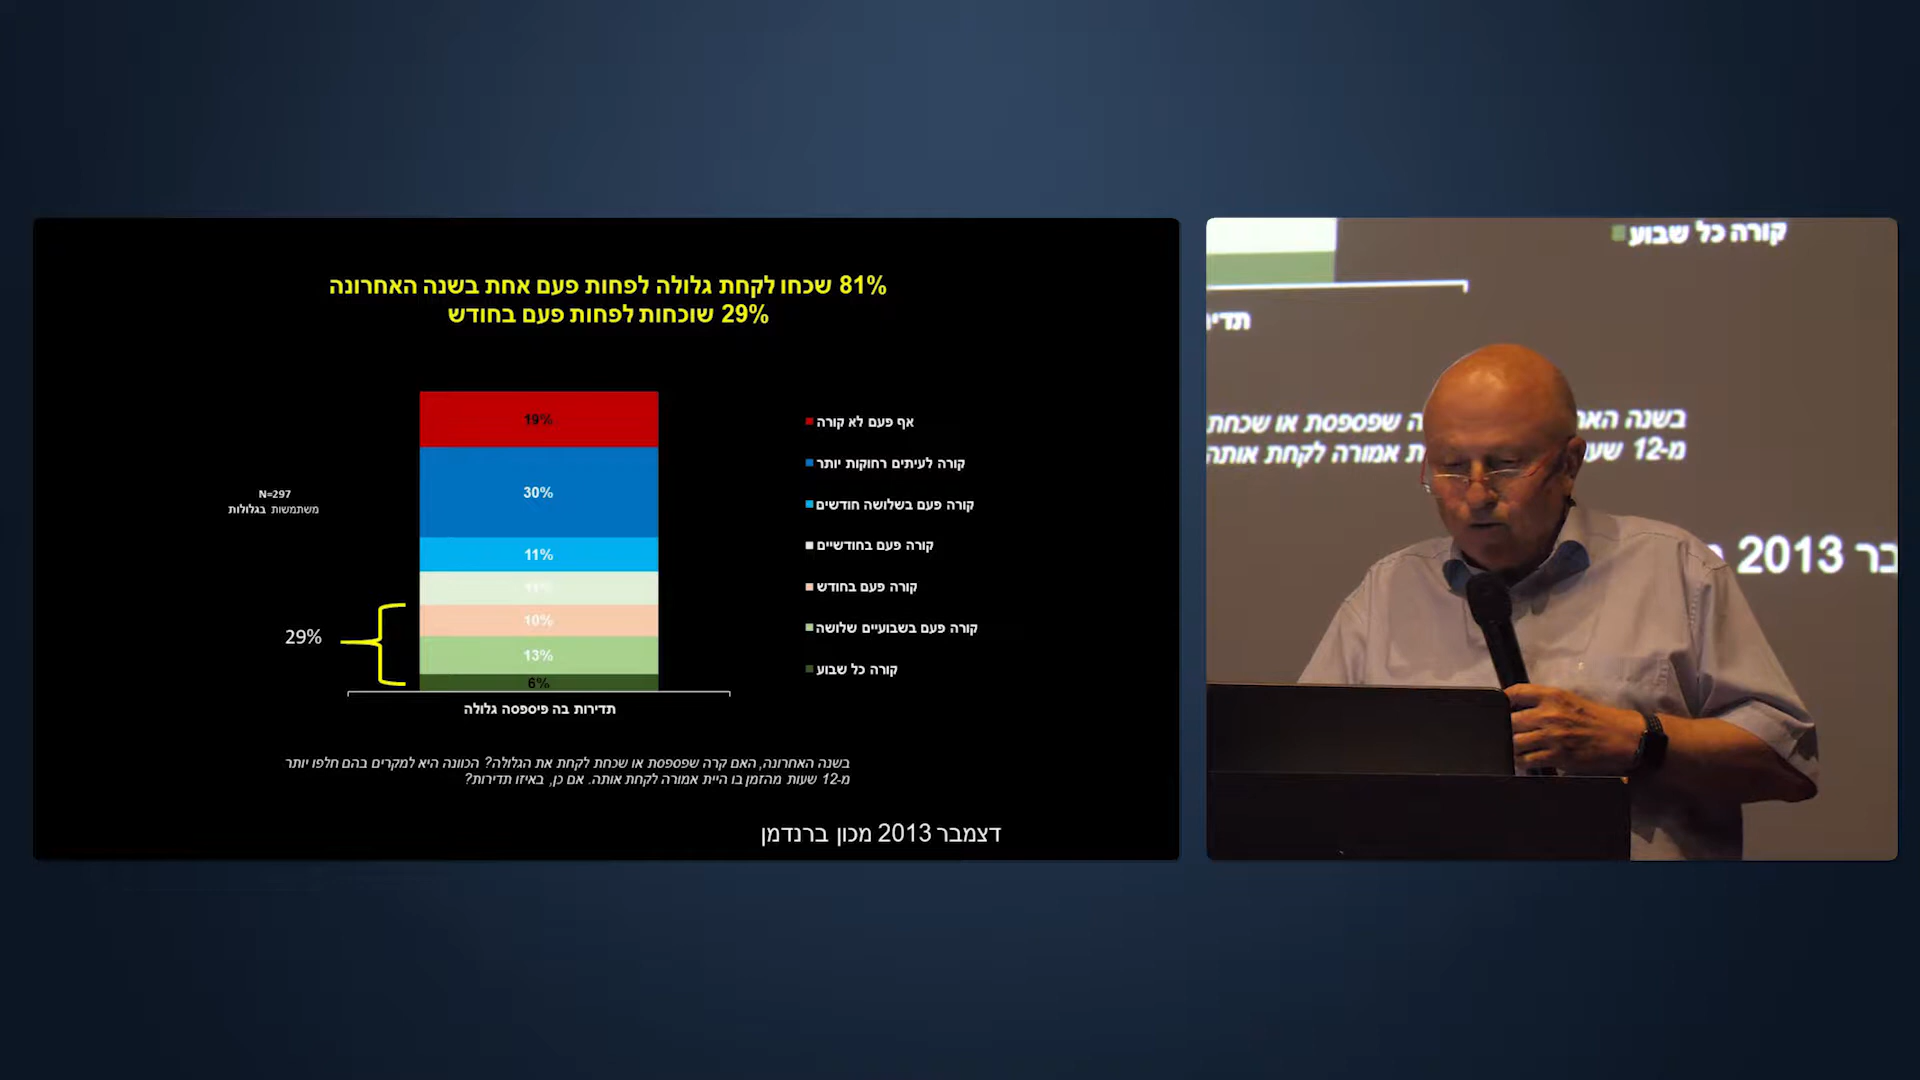 81% שכחו לקחת גלולה לפחות פעם אחת בשנה האחרונה
29% שוכחות לפחות פעם בחודש
19%
30%
11%
11%
10%
13%
6%
29%
N=297
משתמשות בגלולות
אף פעם לא קורה
קורה לעיתים רחוקות יותר
קורה פעם בשלושה חודשים
קורה פעם בחודשיים
קורה פעם בחודש
קורה פעם בשבועיים שלושה
קורה כל שבוע
תדירות בה פיספסה גלולה
בשנה האחרונה, האם קרה שפספסת או שכחת לקחת את הגלולה? הכוונה היא למקרים בהם חלפו יותר
מ-12 שעות מהזמן בו היית אמורה לקחת אותה. אם כן, באיזו תדירות?
דצמבר 2013 מכון ברנדמן
קורה כל שבוע
תדי
בשנה האח ה שפספסת או שכחת
מ-12 שע ת אמורה לקחת אותה
בר 2013